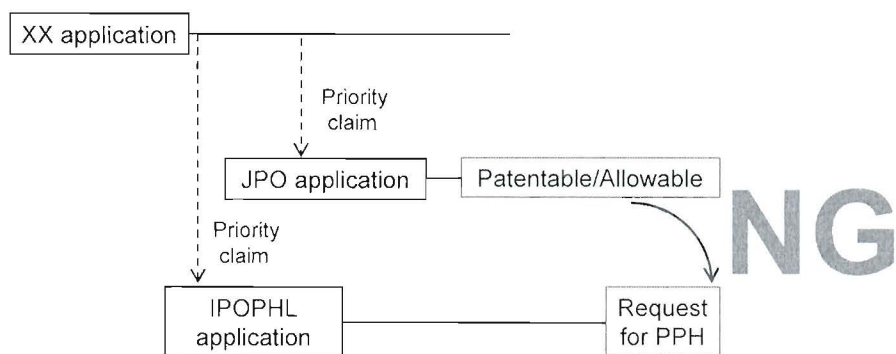 XX application
Priority
claim
JPO application
Patentable/Allowable
NG
Priority
claim
IPOPHL
application
Request
for PPH